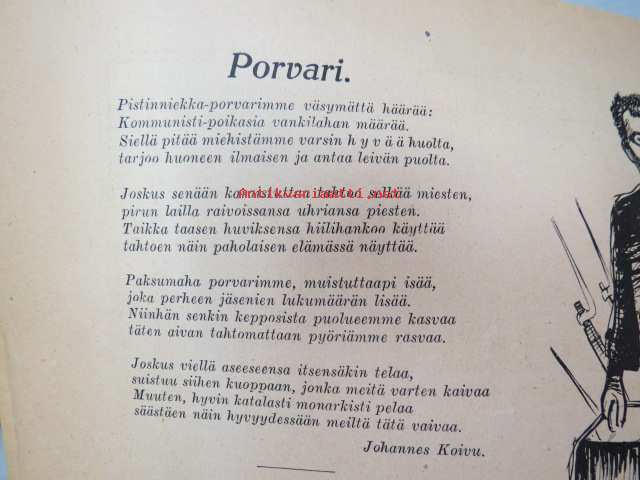 Porvari.
Pistinniekka-porvarimme väsymättä häärää:
Kommunisti-poikasia vankilahan määrää.
Siellä pitää miehistämme varsin h y v ä ä huolta,
tarjoo huoneen ilmaisen ja antaa leivän puolta.
Joskus senään tahtoo selkää miesten,
pirun lailla raivoissansa uhriansa piesten.
Taikka taasen huviksensa hiilihankoo käyttää
tahtoen näin paholaisen elämässä näyttää.
Paksumaha porvarimme, muistuttaapi isää,
joka perheen jäsenien lukumäärän lisää.
Niinhän senkin kepposista puolueemme kasvaa
täten aivan tahtomattaan pyöriämme rasvaa.
Joskus viellä aseeseensa itsensäkin telaa,
suistuu siihen kuoppaan, jonka meitä varten kaivaa
Muuten, hyvin katalasti monarkisti pelaa
säästäen näin hyvyydessään meiltä tätä vaivaa.
Johannes Koivu.